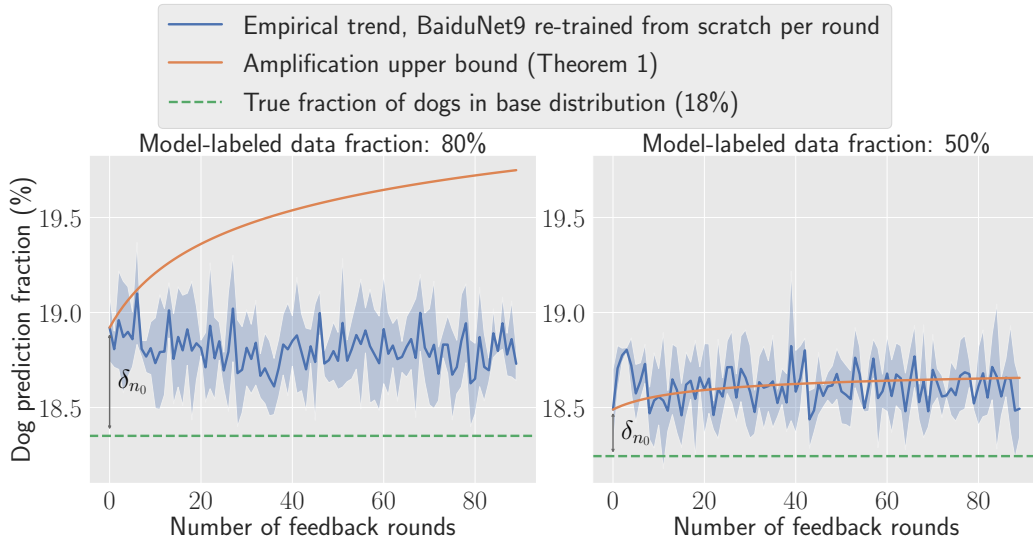 Empirical trend, BaiduNet9 re-trained from scratch per round
Amplification upper bound (Theorem 1)
True fraction of dogs in base distribution (18%)
Model-labeled data fraction: 80%
Model-labeled data fraction: 50%
Dog prediction fraction (%)
19.5
19.0
18.5
δn₀
0 20 40 60 80
Number of feedback rounds
19.5
19.0
18.5
δn₀
0 20 40 60 80
Number of feedback rounds